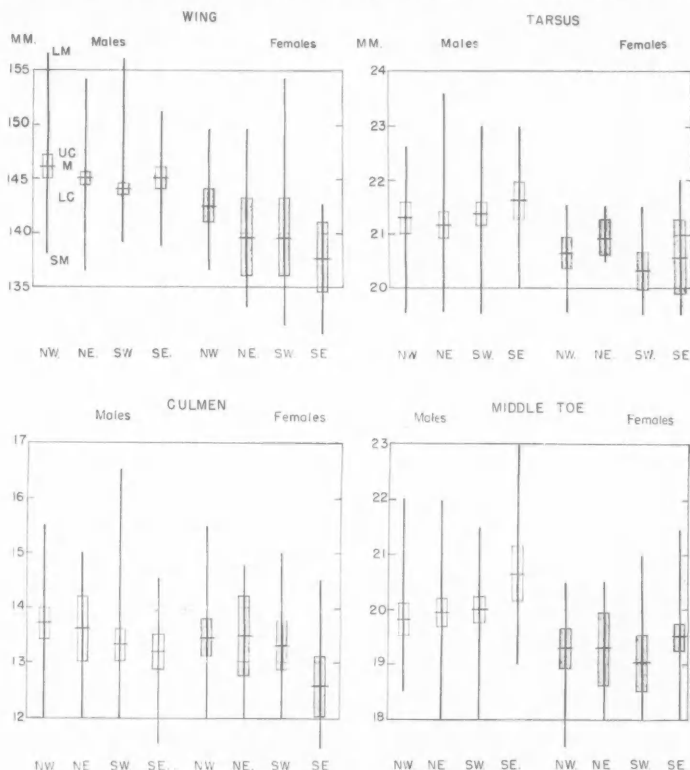 WING
MM. Males Females
LM
155
150
UC
M
145
LC
140
SM
135
NW. NE. SW. SE. NW NE. SW. SE
TARSUS
MM. Males Females
24
23
22
21
20
NW NE SW. SE NW. NE. SW. SE
CULMEN
Males Females
17
16
15
14
13
12
NW NE. SW SE. NW. NE. SW. SE
MIDDLE TOE
Males Females
23
22
21
20
19
18
NW. NE. SW. SE. NW. NE SW. SE